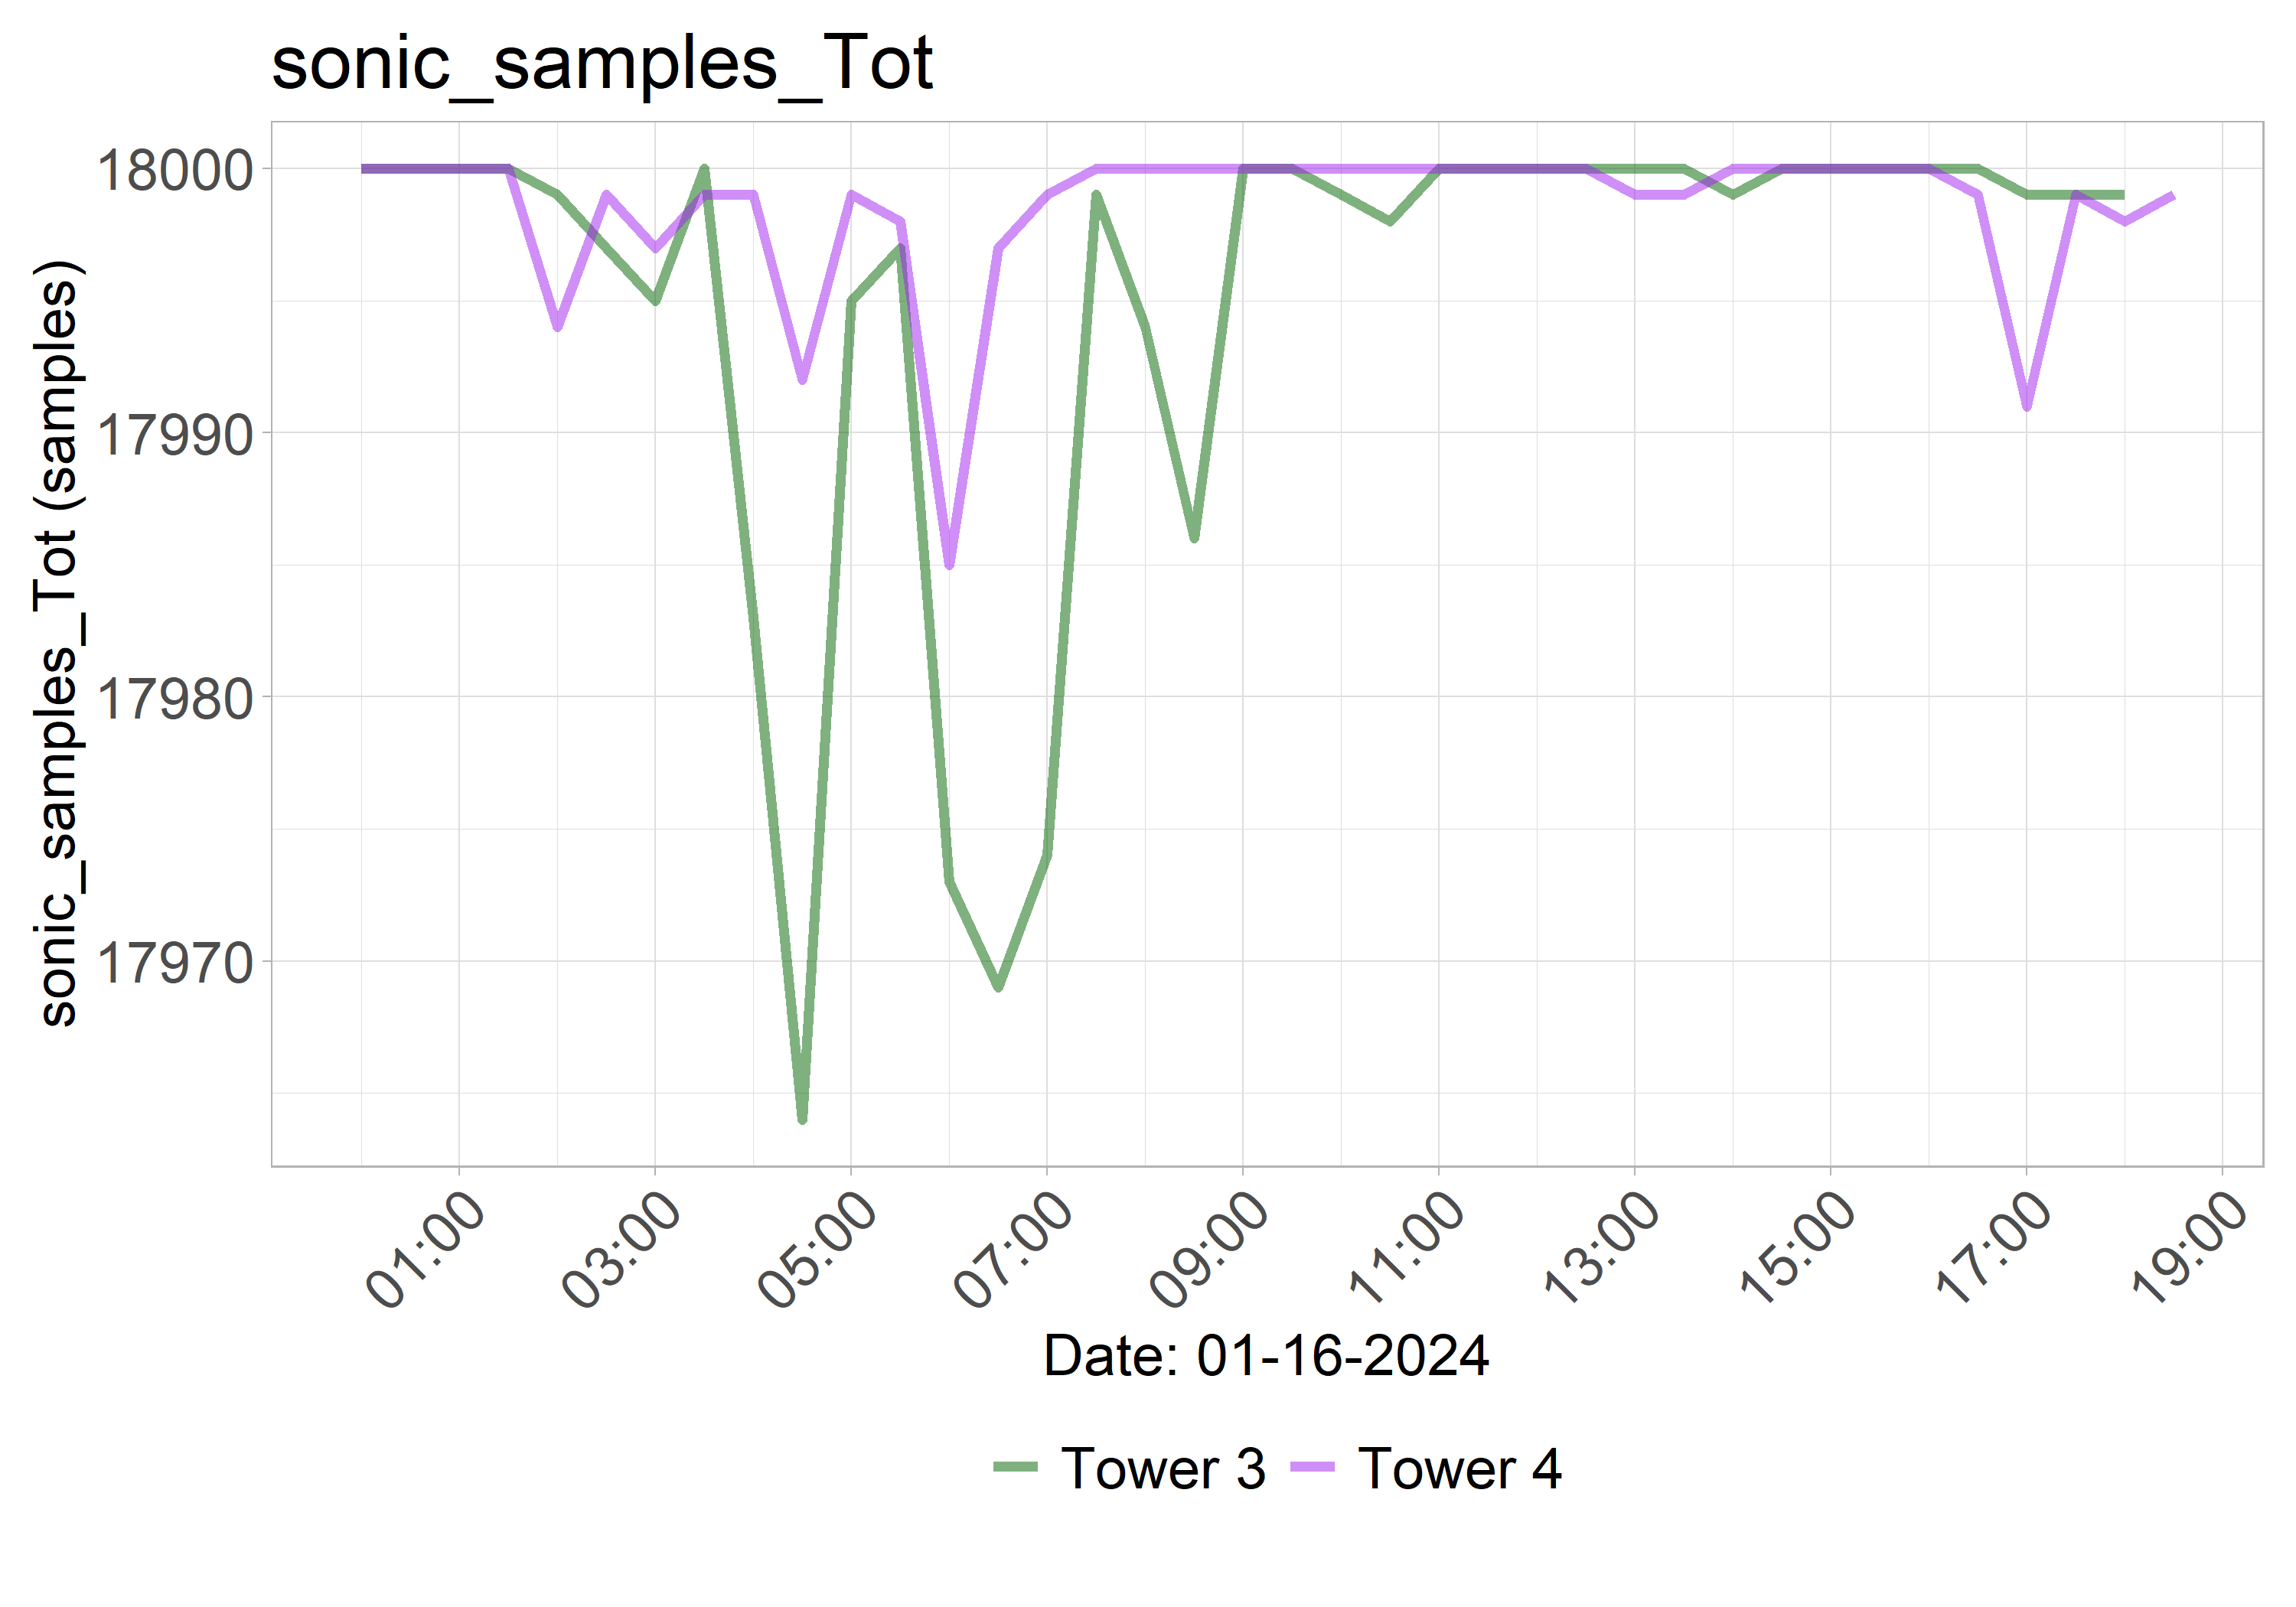 sonic_samples_Tot
sonic_samples_Tot (samples)
18000
17990
17980
17970
01:00
03:00
05:00
07:00
09:00
11:00
13:00
15:00
17:00
19:00
Date: 01-16-2024
Tower 3
Tower 4